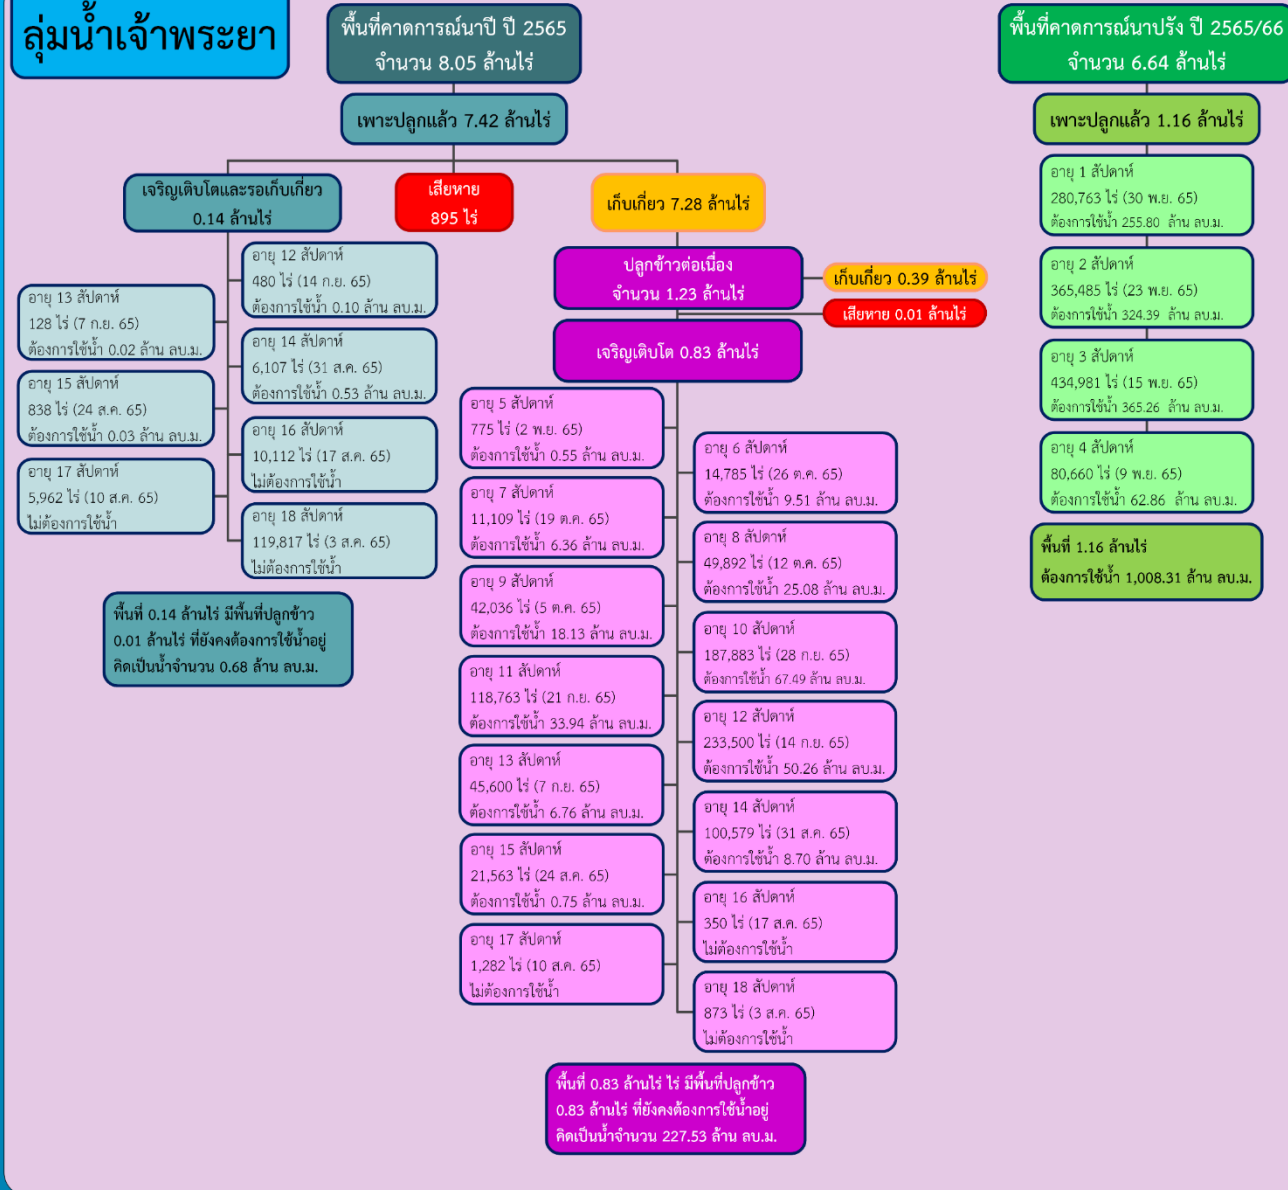 ลุ่มน้ำเจ้าพระยา
พื้นที่คาดการณ์นาปี ปี 2565
จำนวน 8.05 ล้านไร่
เพาะปลูกแล้ว 7.42 ล้านไร่
เจริญเติบโตและรอเก็บเกี่ยว
0.14 ล้านไร่
อายุ 12 สัปดาห์
480 ไร่ (14 ก.ย. 65)
ต้องการใช้น้ำ 0.10 ล้าน ลบ.ม.
อายุ 13 สัปดาห์
128 ไร่ (7 ก.ย. 65)
ต้องการใช้น้ำ 0.02 ล้าน ลบ.ม.
อายุ 14 สัปดาห์
6,107 ไร่ (31 ส.ค. 65)
ต้องการใช้น้ำ 0.53 ล้าน ลบ.ม.
อายุ 15 สัปดาห์
838 ไร่ (24 ส.ค. 65)
ต้องการใช้น้ำ 0.03 ล้าน ลบ.ม.
อายุ 16 สัปดาห์
10,112 ไร่ (17 ส.ค. 65)
ไม่ต้องการใช้น้ำ
อายุ 17 สัปดาห์
5,962 ไร่ (10 ส.ค. 65)
ไม่ต้องการใช้น้ำ
อายุ 18 สัปดาห์
119,817 ไร่ (3 ส.ค. 65)
ไม่ต้องการใช้น้ำ
พื้นที่ 0.14 ล้านไร่ มีพื้นที่ปลูกข้าว
0.01 ล้านไร่ ที่ยังคงต้องการใช้น้ำอยู่
คิดเป็นน้ำจำนวน 0.68 ล้าน ลบ.ม.
เสียหาย
895 ไร่
เก็บเกี่ยว 7.28 ล้านไร่
ปลูกข้าวต่อเนื่อง
จำนวน 1.23 ล้านไร่
เก็บเกี่ยว 0.39 ล้านไร่
เสียหาย 0.01 ล้านไร่
เจริญเติบโต 0.83 ล้านไร่
อายุ 5 สัปดาห์
775 ไร่ (2 พ.ย. 65)
ต้องการใช้น้ำ 0.55 ล้าน ลบ.ม.
อายุ 6 สัปดาห์
14,785 ไร่ (26 ต.ค. 65)
ต้องการใช้น้ำ 9.51 ล้าน ลบ.ม.
อายุ 7 สัปดาห์
11,109 ไร่ (19 ต.ค. 65)
ต้องการใช้น้ำ 6.36 ล้าน ลบ.ม.
อายุ 8 สัปดาห์
49,892 ไร่ (12 ต.ค. 65)
ต้องการใช้น้ำ 25.08 ล้าน ลบ.ม.
อายุ 9 สัปดาห์
42,036 ไร่ (5 ต.ค. 65)
ต้องการใช้น้ำ 18.13 ล้าน ลบ.ม.
อายุ 10 สัปดาห์
187,883 ไร่ (28 ก.ย. 65)
ต้องการใช้น้ำ 67.49 ล้าน ลบ.ม.
อายุ 11 สัปดาห์
118,763 ไร่ (21 ก.ย. 65)
ต้องการใช้น้ำ 33.94 ล้าน ลบ.ม.
อายุ 12 สัปดาห์
233,500 ไร่ (14 ก.ย. 65)
ต้องการใช้น้ำ 50.26 ล้าน ลบ.ม.
อายุ 13 สัปดาห์
45,600 ไร่ (7 ก.ย. 65)
ต้องการใช้น้ำ 6.76 ล้าน ลบ.ม.
อายุ 14 สัปดาห์
100,579 ไร่ (31 ส.ค. 65)
ต้องการใช้น้ำ 8.70 ล้าน ลบ.ม.
อายุ 15 สัปดาห์
21,563 ไร่ (24 ส.ค. 65)
ต้องการใช้น้ำ 0.75 ล้าน ลบ.ม.
อายุ 16 สัปดาห์
350 ไร่ (17 ส.ค. 65)
ไม่ต้องการใช้น้ำ
อายุ 17 สัปดาห์
1,282 ไร่ (10 ส.ค. 65)
ไม่ต้องการใช้น้ำ
อายุ 18 สัปดาห์
873 ไร่ (3 ส.ค. 65)
ไม่ต้องการใช้น้ำ
พื้นที่ 0.83 ล้านไร่ ไร่ มีพื้นที่ปลูกข้าว
0.83 ล้านไร่ ที่ยังคงต้องการใช้น้ำอยู่
คิดเป็นน้ำจำนวน 227.53 ล้าน ลบ.ม.
พื้นที่คาดการณ์นาปรัง ปี 2565/66
จำนวน 6.64 ล้านไร่
เพาะปลูกแล้ว 1.16 ล้านไร่
อายุ 1 สัปดาห์
280,763 ไร่ (30 พ.ย. 65)
ต้องการใช้น้ำ 255.80 ล้าน ลบ.ม.
อายุ 2 สัปดาห์
365,485 ไร่ (23 พ.ย. 65)
ต้องการใช้น้ำ 324.39 ล้าน ลบ.ม.
อายุ 3 สัปดาห์
434,981 ไร่ (15 พ.ย. 65)
ต้องการใช้น้ำ 365.26 ล้าน ลบ.ม.
อายุ 4 สัปดาห์
80,660 ไร่ (9 พ.ย. 65)
ต้องการใช้น้ำ 62.86 ล้าน ลบ.ม.
พื้นที่ 1.16 ล้านไร่
ต้องการใช้น้ำ 1,008.31 ล้าน ลบ.ม.